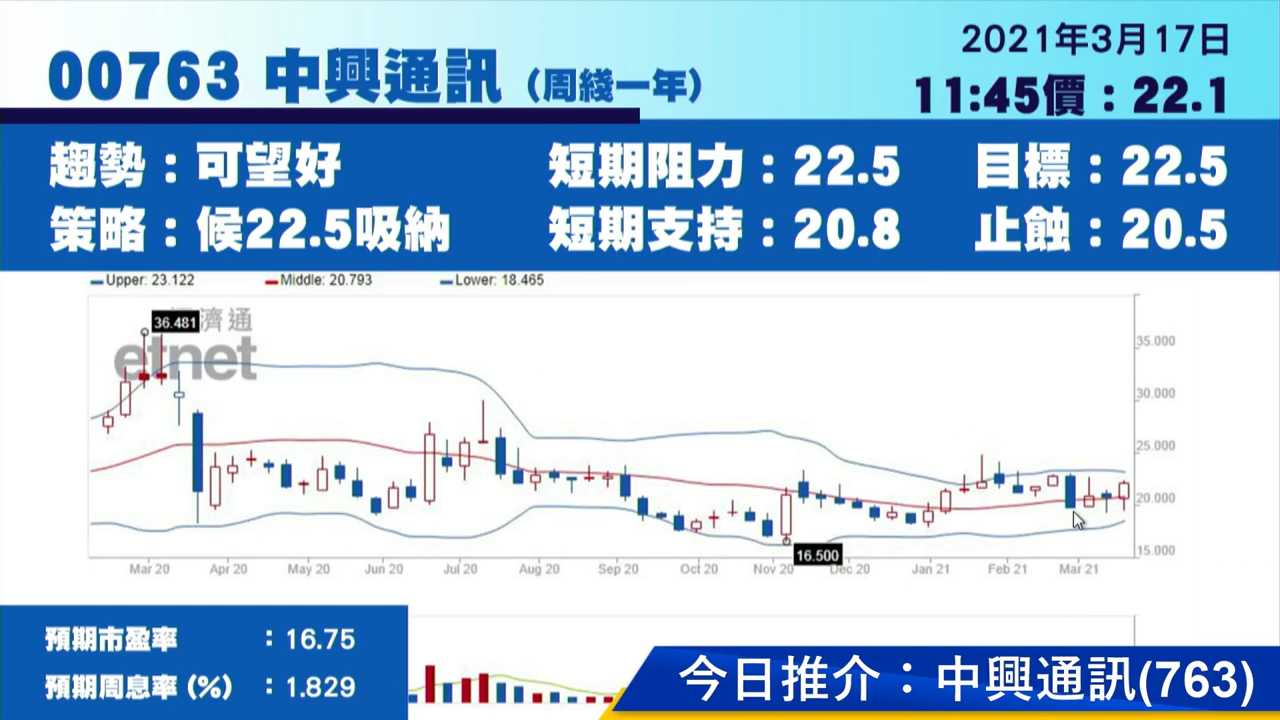 00763 中興通訊 (周綫一年)
2021年3月17日
11:45價：22.1
趨勢：可望好
短期阻力：22.5
目標：22.5
策略：候22.5吸納
短期支持：20.8
止蝕：20.5
Upper: 23.122 Middle: 20.793 Lower: 18.465
36.481
濟通
etnet
35.000
30.000
25.000
20.000
15.000
16.500
Mar 20 Apr 20 May 20 Jun 20 Jul 20 Aug 20 Sep 20 Oct 20 Nov 20 Dec 20 Jan 21 Feb 21 Mar 21
預期市盈率 ：16.75
預期周息率 (%) ：1.829
今日推介：中興通訊(763)